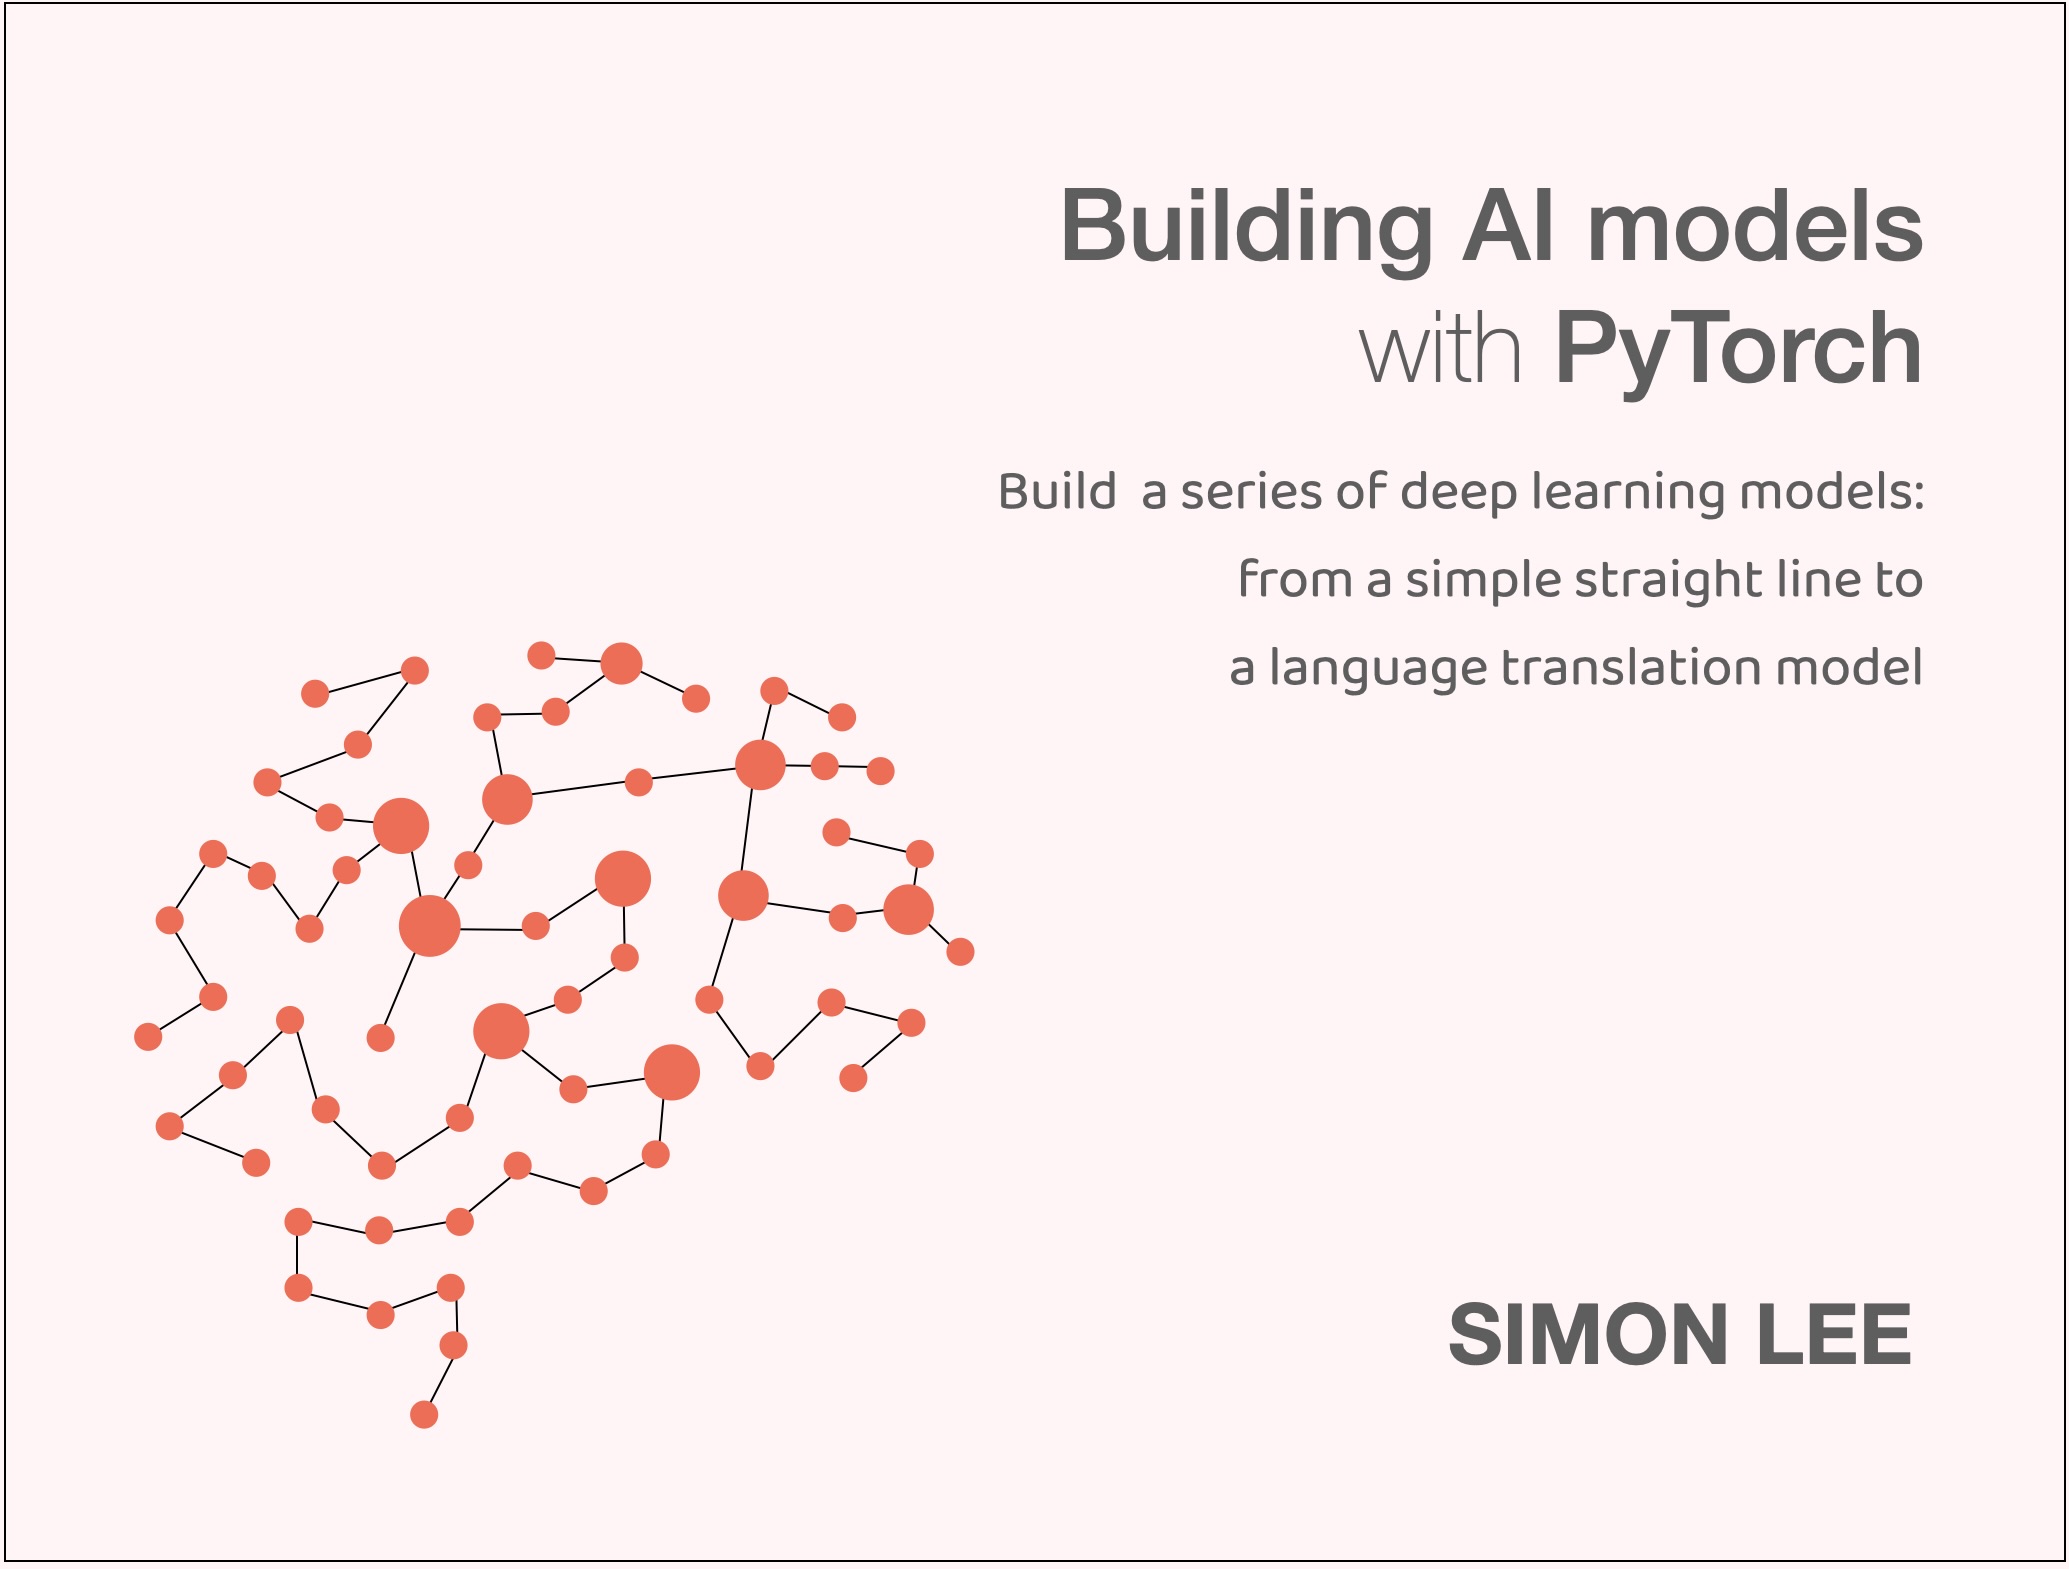 Building AI models
with PyTorch
Build  a series of deep learning models:
from a simple straight line to
a language translation model
SIMON LEE